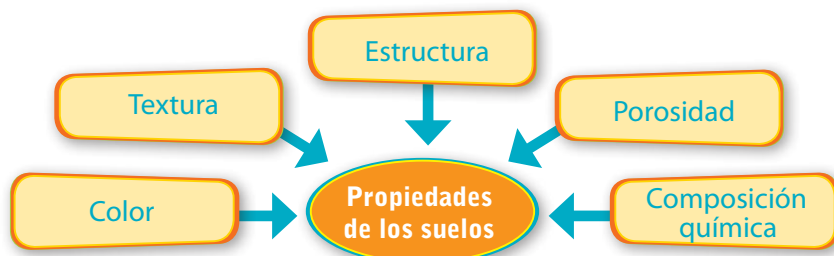 Estructura
Textura
Porosidad
Color
Propiedades
de los suelos
Composición
química